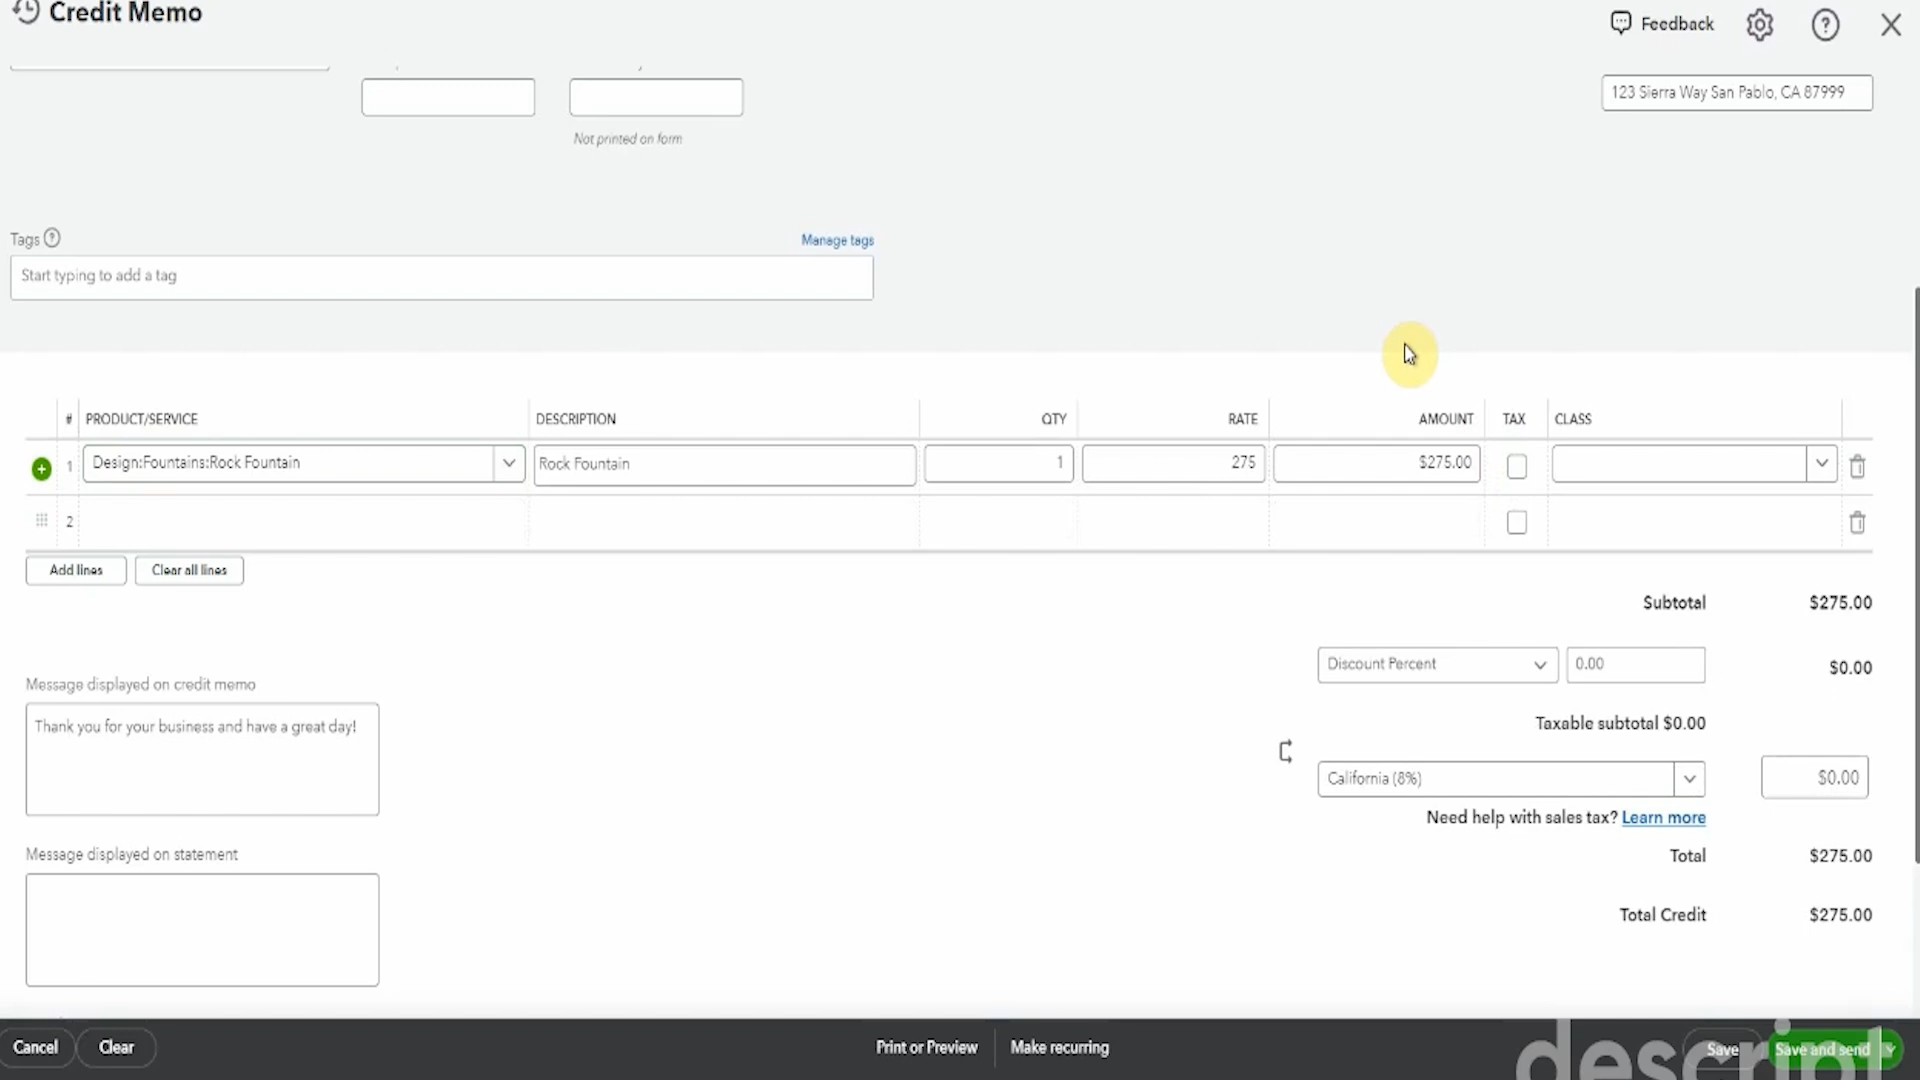 Credit Memo
Feedback
123 Sierra Way San Pablo, CA 87999
Not printed on form
Tags
Manage tags
Start typing to add a tag
# PRODUCT/SERVICE DESCRIPTION QTY RATE AMOUNT TAX CLASS
1 Design:Fountains:Rock Fountain Rock Fountain 1 275 $275.00
2
Add lines Clear all lines
Subtotal $275.00
Discount Percent 0.00 $0.00
Message displayed on credit memo
Thank you for your business and have a great day!
Taxable subtotal $0.00
California (8%) $0.00
Need help with sales tax? Learn more
Message displayed on statement
Total $275.00
Total Credit $275.00
Cancel Clear Print or Preview Make recurring Save Save and send
descript